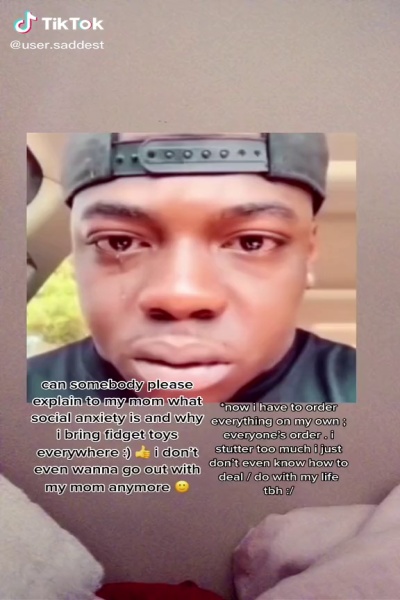 TikTok
@user.saddest
can somebody please
explain to my mom what
social anxiety is and why
i bring fidget toys
everywhere :) 👍 i don't
even wanna go out with
my mom anymore 🙂
*now i have to order
everything on my own ;
everyone's order . i
stutter too much i just
don't even know how to
deal / do with my life
tbh :/